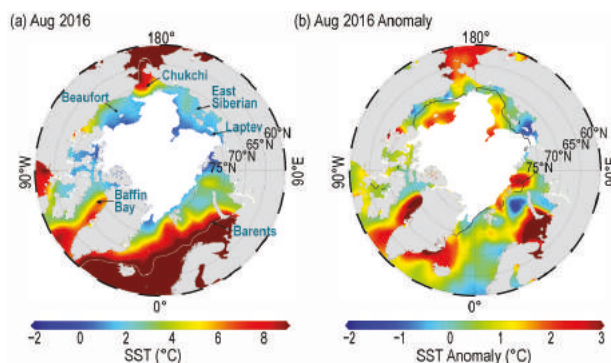 (a) Aug 2016
180°
Chukchi
Beaufort
East
Siberian
Laptev
60°N
65°N
70°N
75°N
90°W
90°E
Baffin
Bay
Barents
0°
−2 0 2 4 6 8
SST (°C)
(b) Aug 2016 Anomaly
180°
60°N
65°N
70°N
75°N
90°W
90°E
0°
−2 −1 0 1 2 3
SST Anomaly (°C)